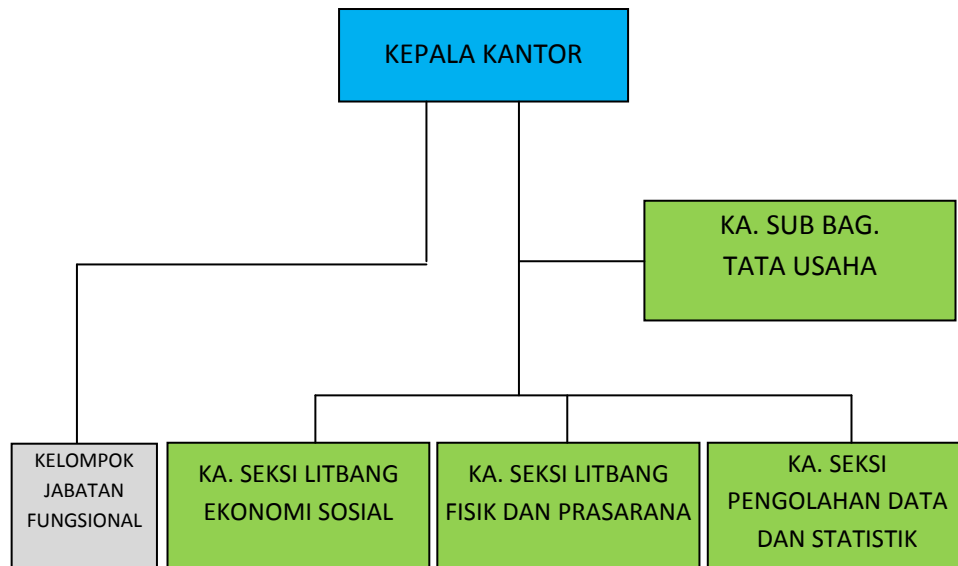 KEPALA KANTOR
KA. SUB BAG.
TATA USAHA
KELOMPOK
JABATAN
FUNGSIONAL
KA. SEKSI LITBANG
EKONOMI SOSIAL
KA. SEKSI LITBANG
FISIK DAN PRASARANA
KA. SEKSI
PENGOLAHAN DATA
DAN STATISTIK